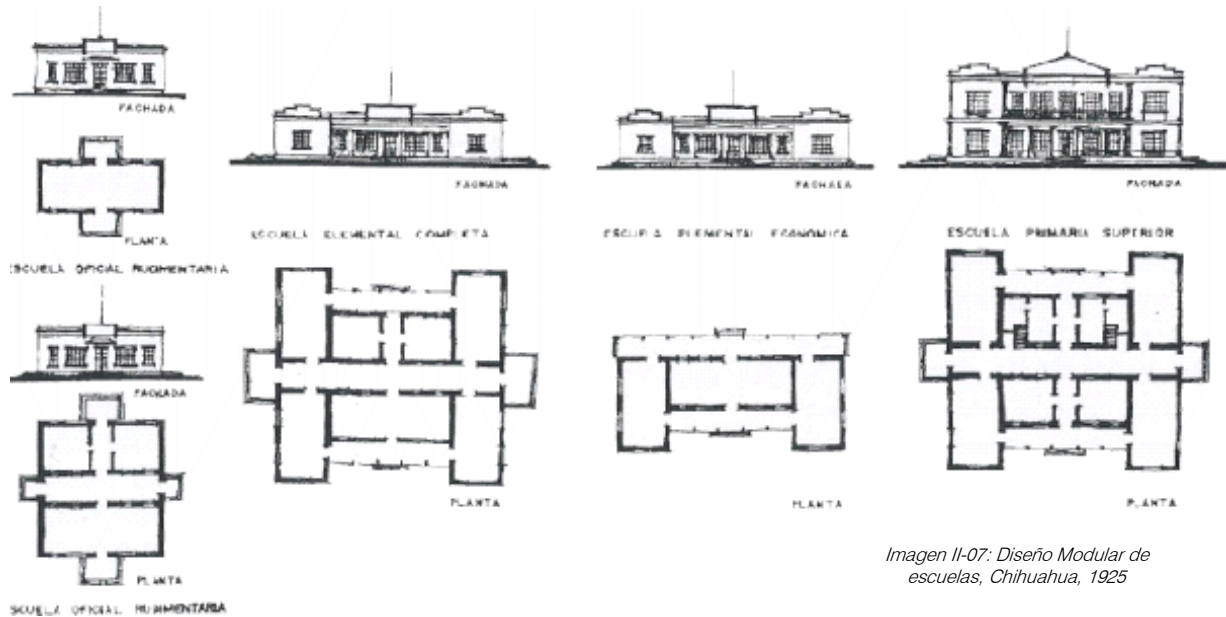 FACHADA
PLANTA
ESCUELA OFICIAL RUDIMENTARIA
FACHADA
PLANTA
ESCUELA OFICIAL RUDIMENTARIA
FACHADA
ESCUELA ELEMENTAL COMPLETA
PLANTA
FACHADA
ESCUELA ELEMENTAL ECONOMICA
PLANTA
FACHADA
ESCUELA PRIMARIA SUPERIOR
PLANTA
Imagen II-07: Diseño Modular de
escuelas, Chihuahua, 1925